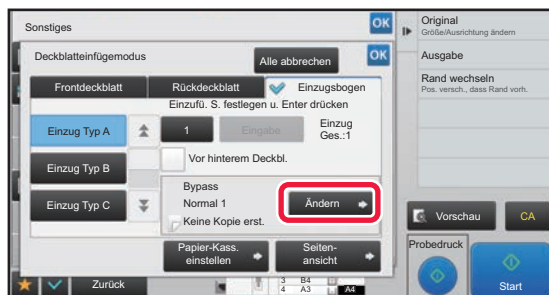 Sonstiges
OK
Deckblatteinfügemodus
Alle abbrechen
OK
Frontdeckblatt
Rückdeckblatt
Einzugsbogen
Einzufü. S. festlegen u. Enter drücken
Einzug Typ A
1
Eingabe
Einzug
Ges.:1
Einzug Typ B
Vor hinterem Deckbl.
Einzug Typ C
Bypass
Normal 1
Keine Kopie erst.
Ändern
Papier-Kass.
einstellen
Seiten-
ansicht
Zurück
3 B4
4 A3
A4
Original
Größe/Ausrichtung ändern
Ausgabe
Rand wechseln
Pos. versch., dass Rand vorh.
Vorschau
CA
Probedruck
Start